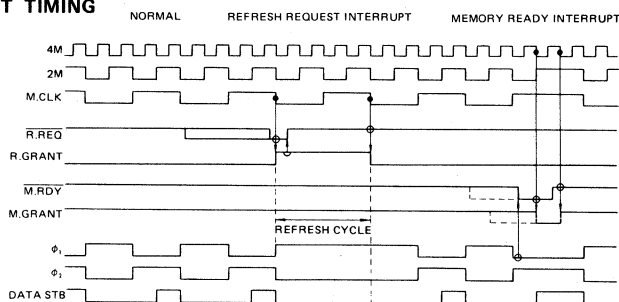 T TIMING
NORMAL REFRESH REQUEST INTERRUPT MEMORY READY INTERRUPT
4M
2M
M.CLK
R.REQ
R.GRANT
M.RDY
M.GRANT
REFRESH CYCLE
ϕ₁
ϕ₂
DATA STB